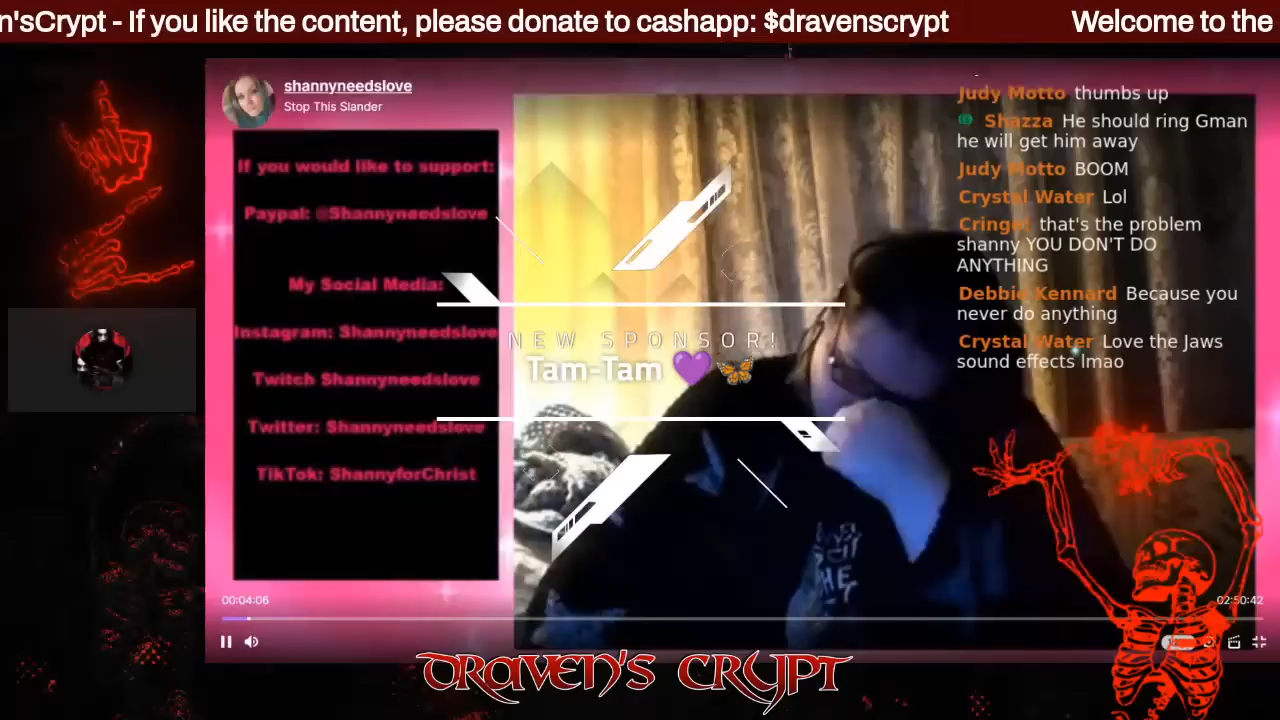 n'sCrypt - If you like the content, please donate to cashapp: $dravenscrypt
Welcome to the
shannyneedslove
Stop This Slander
If you would like to support:
Paypal: @Shannyneedslove
My Social Media:
Instagram: Shannyneedslove
Twitch Shannyneedslove
Twitter: Shannyneedslove
TikTok: ShannyforChrist
NEW SPONSOR!
Tam-Tam 💜 🦋
Judy Motto thumbs up
Shazza He should ring Gman
he will get him away
Judy Motto BOOM
Crystal Water Lol
Cringe that's the problem
shanny YOU DON'T DO
ANYTHING
Debbie Kennard Because you
never do anything
Crystal Water Love the Jaws
sound effects lmao
00:04:06
02:50:42
DRAVEN'S CRYPT